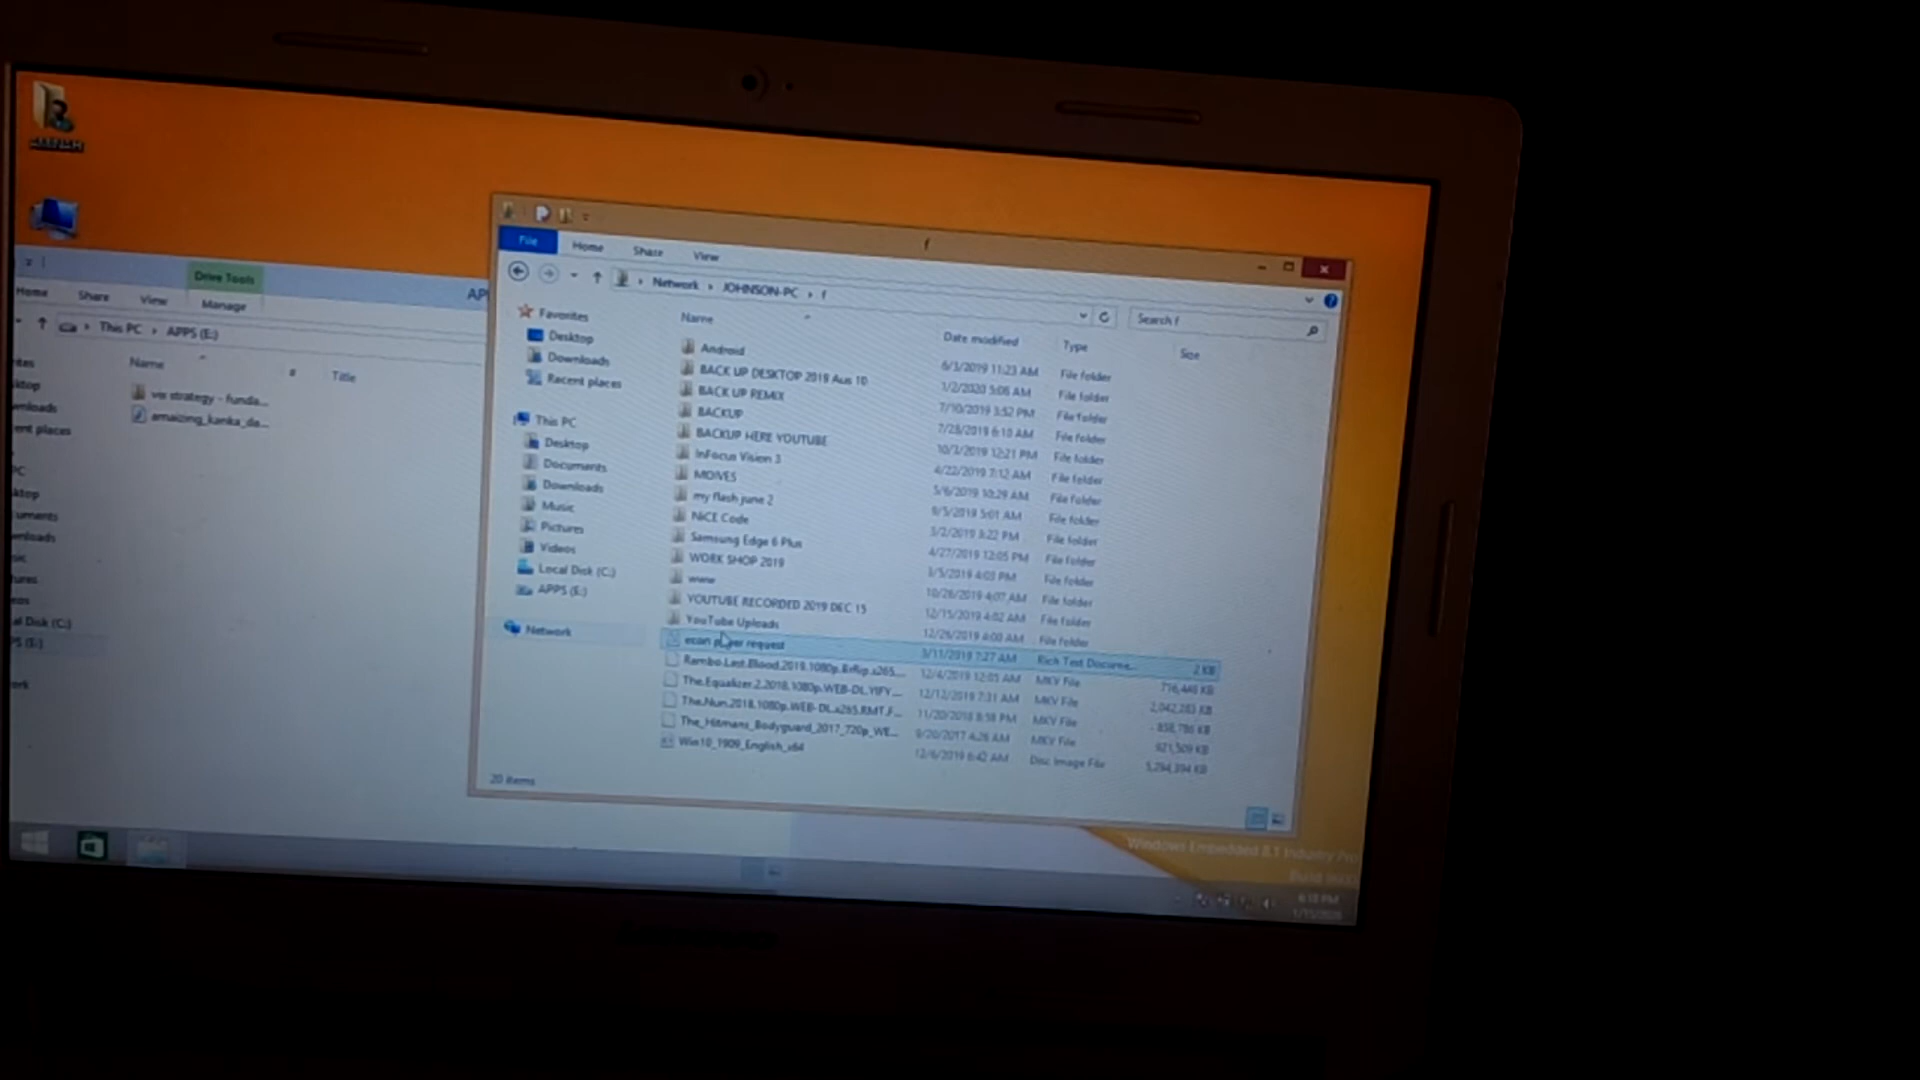 Drive Tools
Home Share View Manage
This PC › APPS (E:)
Name # Title
vix strategy - funda...
amaizing_kanka_da...
File Home Share View
f
Network › JOHNSON-PC › f
Search f
Favorites
Desktop
Downloads
Recent places
This PC
Desktop
Documents
Downloads
Music
Pictures
Videos
Local Disk (C:)
APPS (E:)
Network
Name Date modified Type Size
Android 6/3/2019 11:23 AM File folder
BACK UP DESKTOP 2019 Aus 10 1/2/2020 5:06 AM File folder
BACK UP REMIX 7/10/2019 3:52 PM File folder
BACKUP 7/28/2019 6:10 AM File folder
BACKUP HERE YOUTUBE 10/3/2019 12:21 PM File folder
InFocus Vision 3 4/22/2019 7:12 AM File folder
MOIVES 5/6/2019 10:29 AM File folder
my flash june 2 9/5/2019 5:01 AM File folder
NiCE Code 5/2/2019 8:22 PM File folder
Samsung Edge 6 Plus 4/27/2019 12:05 PM File folder
WORK SHOP 2019 3/5/2019 4:03 PM File folder
www 10/26/2019 4:07 AM File folder
YOUTUBE RECORDED 2019 DEC 15 12/15/2019 4:02 AM File folder
YouTube Uploads 12/26/2019 4:00 AM File folder
econ request 3/11/2019 7:27 AM Rich Text Docume... 2 KB
Rambo.Last.Blood.2019.1080p.BrRip.x265.... 12/4/2019 12:05 AM MKV File 716,448 KB
The.Equalizer.2.2018.1080p.WEB-DL.YIFY.... 12/12/2019 7:31 AM MKV File 2,042,283 KB
The.Nun.2018.1080p.WEB-DL.x265.RMT.F... 11/20/2018 8:58 PM MKV File 858,786 KB
The_Hitmans_Bodyguard_2017_720p_WE... 9/20/2017 4:26 AM MKV File 621,509 KB
Win10_1909_English_x64 12/6/2019 6:42 AM Disc Image File 5,294,394 KB
20 items
Windows Embedded 8.1 Industry Pro
Build
6:18 PM
1/15/2020